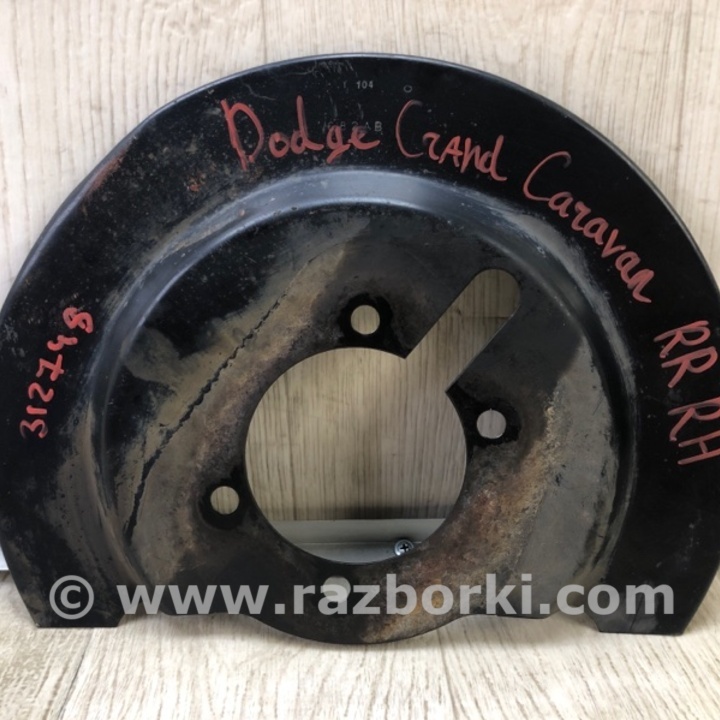 104
Dodge Grand Caravan RR RH
312748
© www.razborki.com